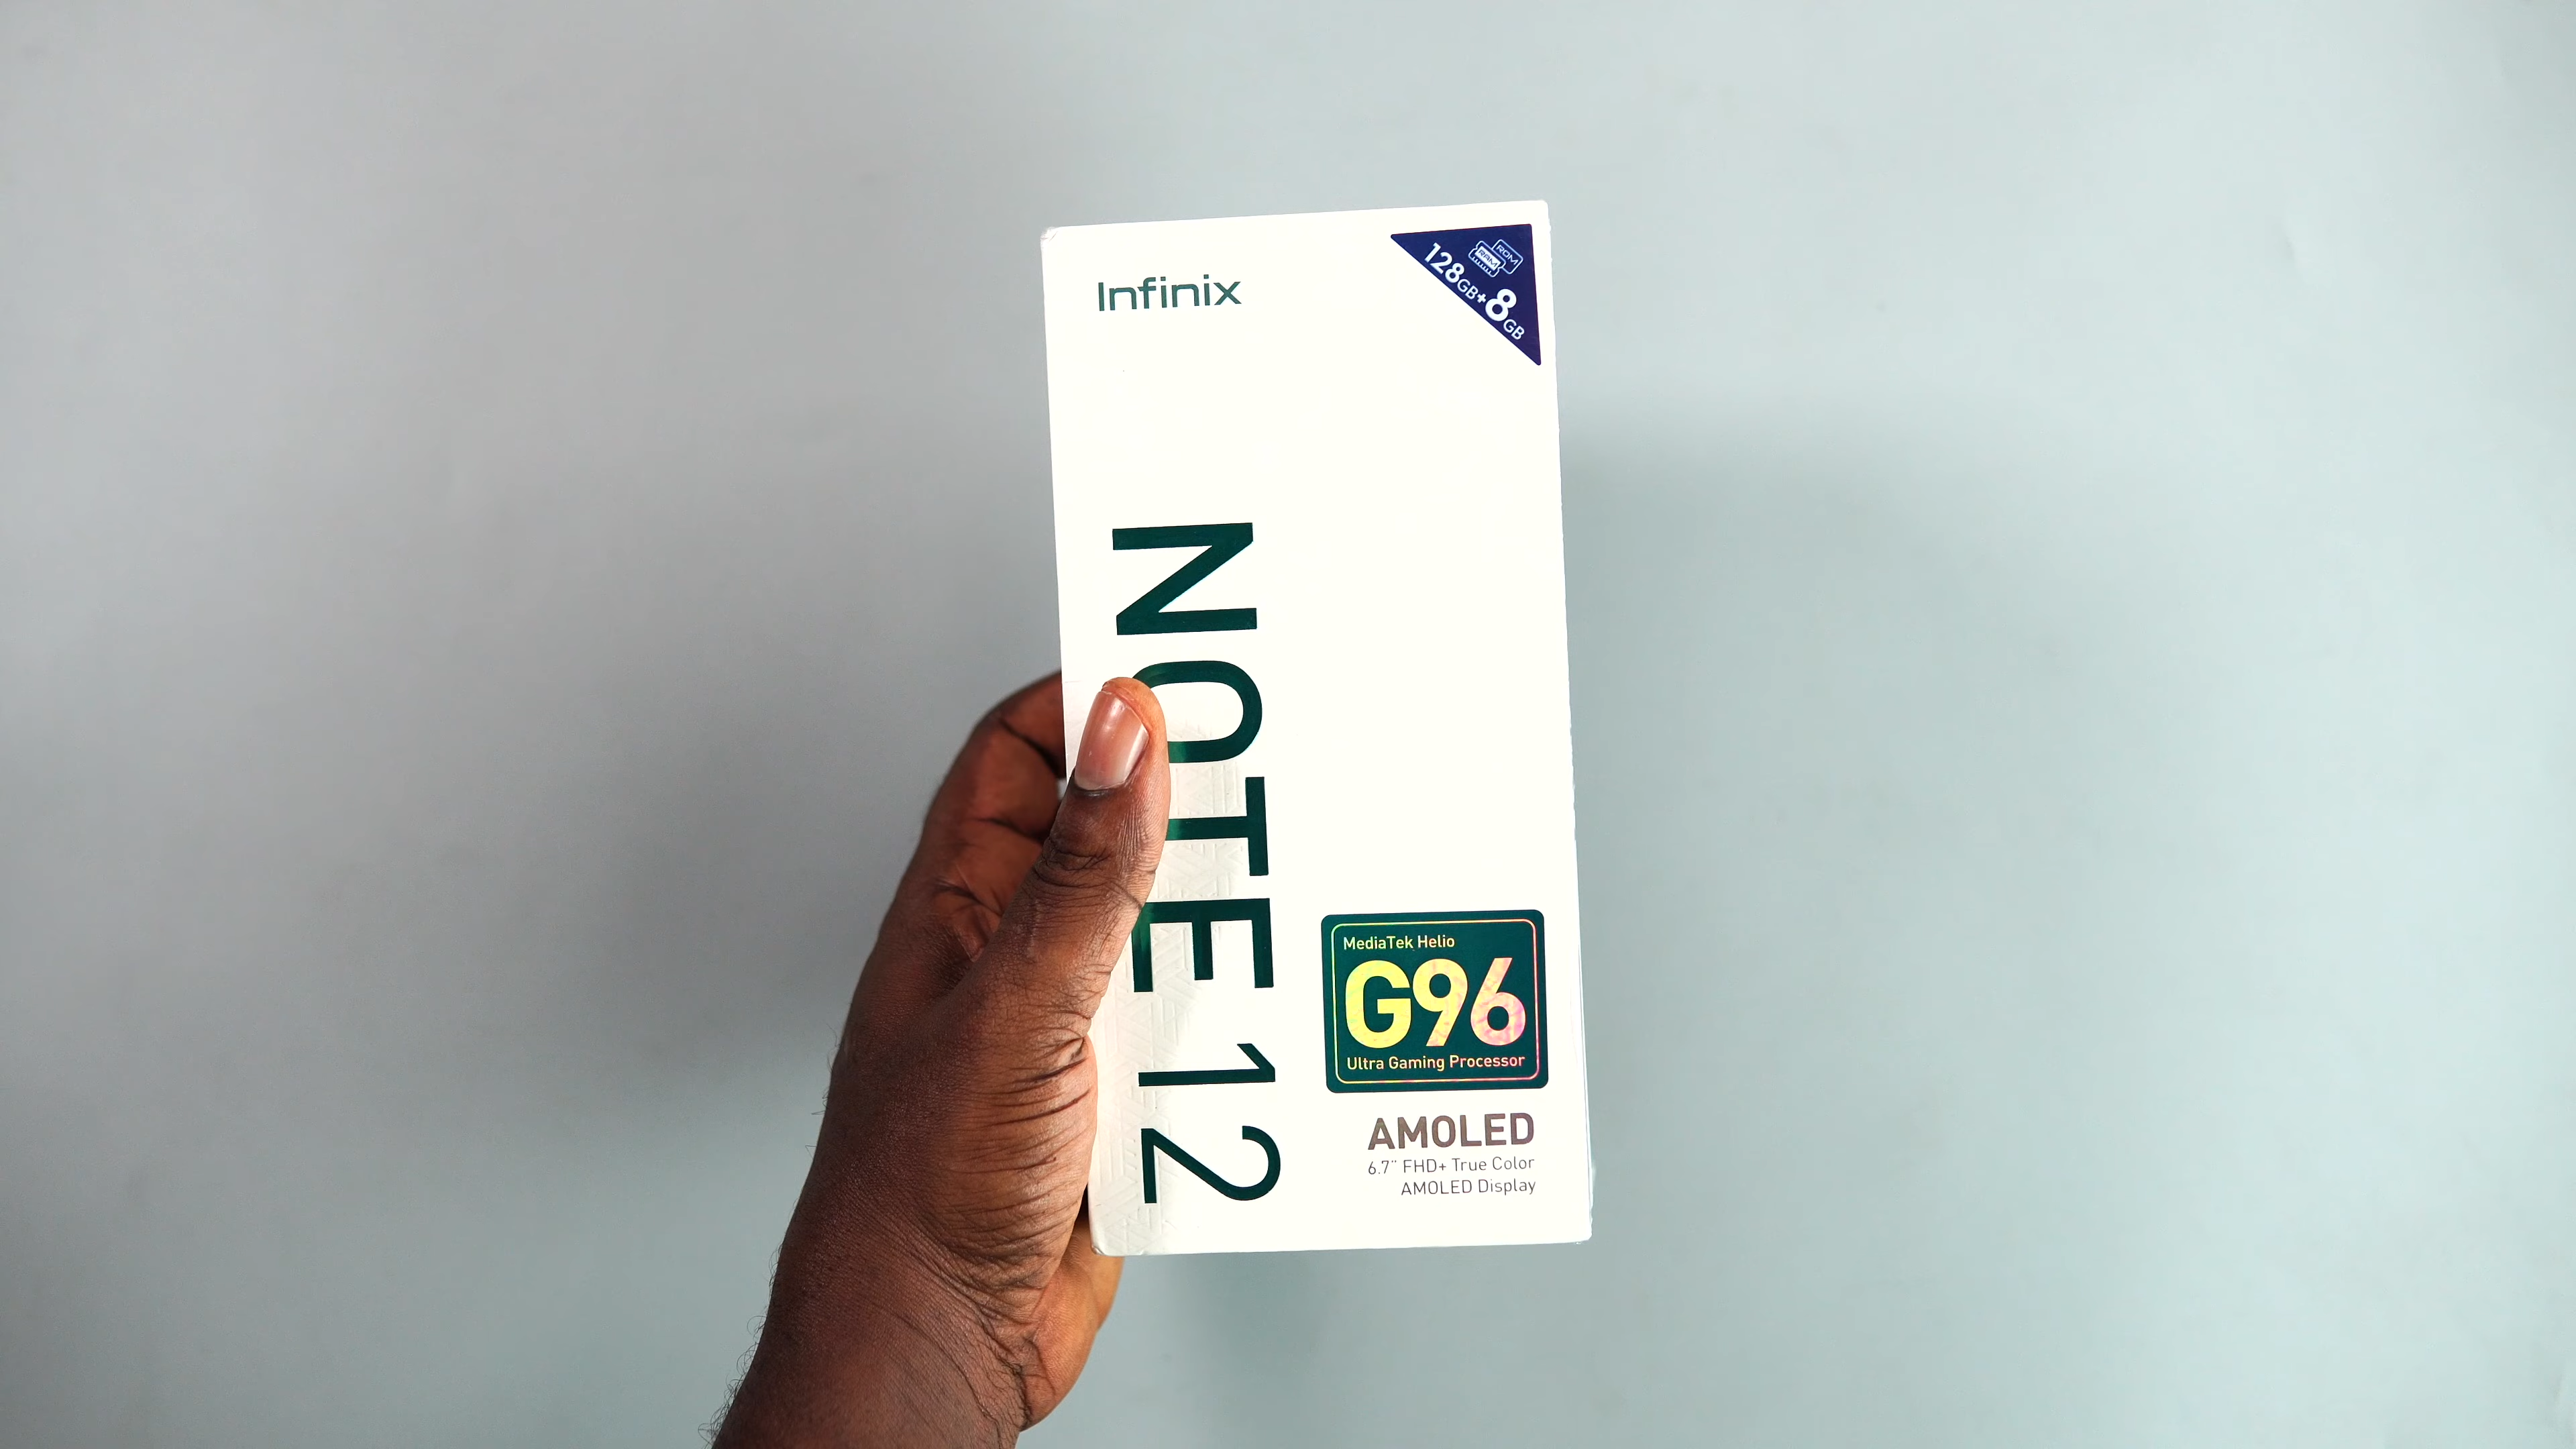 Infinix
ROM
RAM
128GB+8GB
NOTE 12
MediaTek Helio
G96
Ultra Gaming Processor
AMOLED
6.7" FHD+ True Color
AMOLED Display